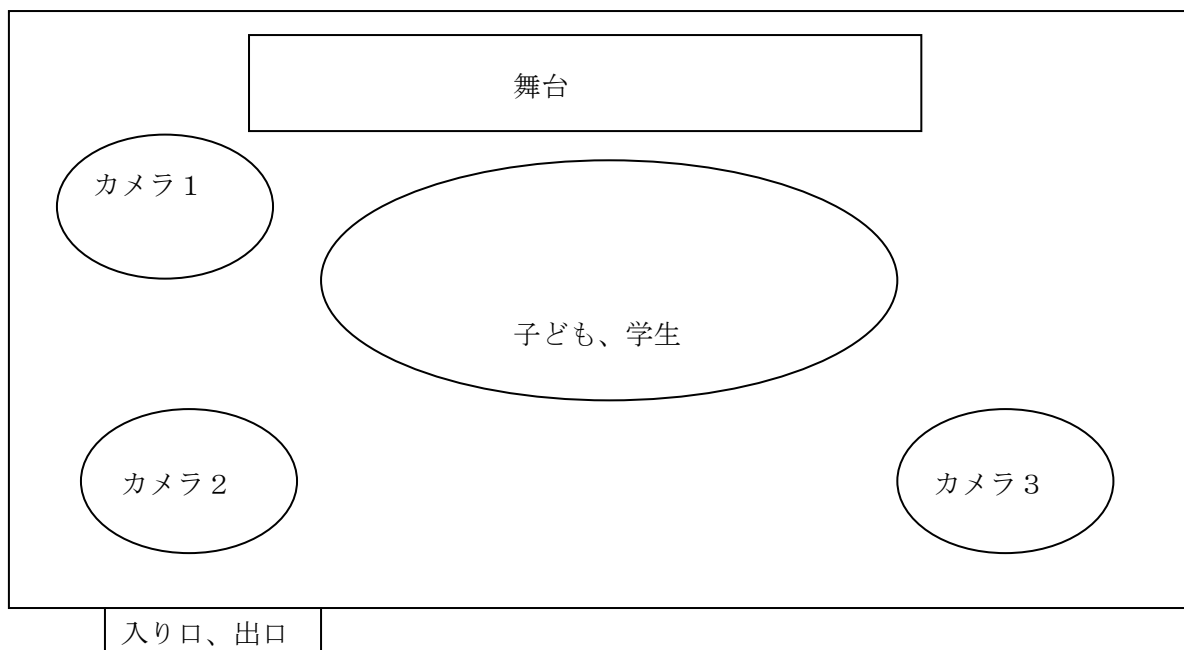 舞台
カメラ１
子ども、学生
カメラ２
カメラ３
入り口、出口